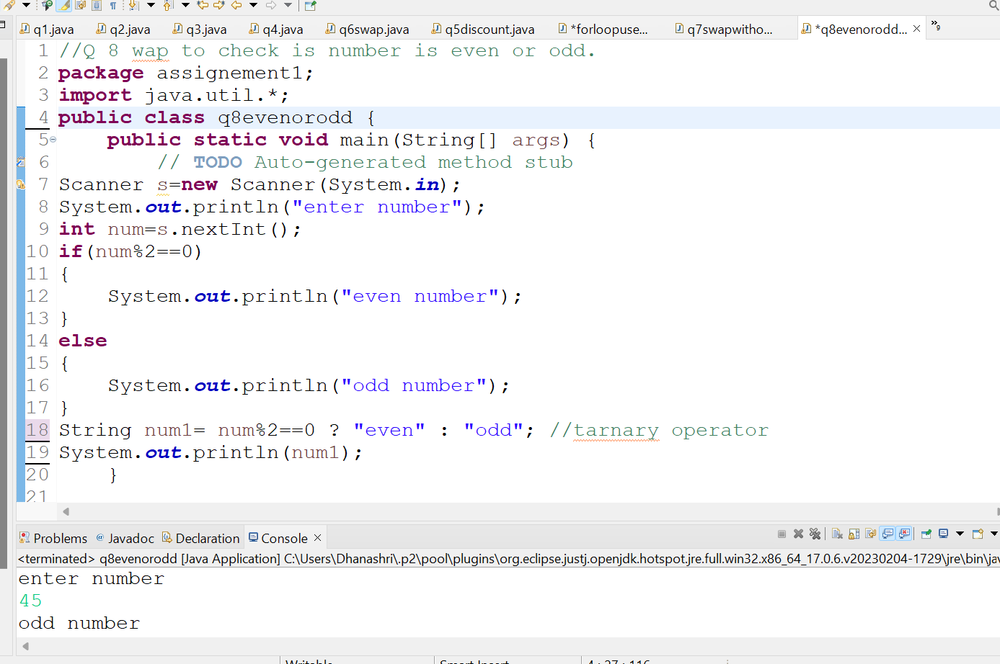 q1.java q2.java q3.java q4.java q6swap.java q5discount.java *forloopuse... q7swapwitho... *q8evenorodd... »9
1 //Q 8 wap to check is number is even or odd.
2 package assignement1;
3 import java.util.*;
4 public class q8evenorodd {
5 public static void main(String[] args) {
6 // TODO Auto-generated method stub
7 Scanner s=new Scanner(System.in);
8 System.out.println("enter number");
9 int num=s.nextInt();
10 if(num%2==0)
11 {
12 System.out.println("even number");
13 }
14 else
15 {
16 System.out.println("odd number");
17 }
18 String num1= num%2==0 ? "even" : "odd"; //tarnary operator
19 System.out.println(num1);
20 }
21
Problems @ Javadoc Declaration Console
<terminated> q8evenorodd [Java Application] C:\Users\Dhanashri\.p2\pool\plugins\org.eclipse.justj.openjdk.hotspot.jre.full.win32.x86_64_17.0.6.v20230204-1729\jre\bin\jav
enter number
45
odd number
Writable Smart Insert 4 : 27 : 116